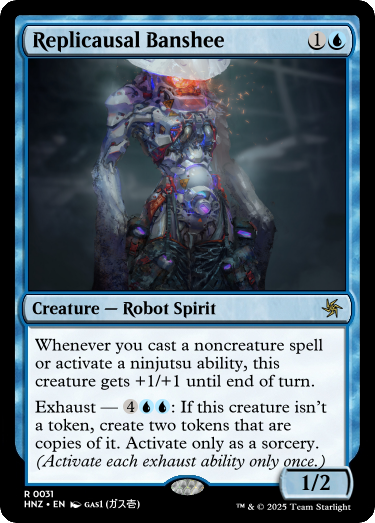 Replicausal Banshee 1
Creature — Robot Spirit
Whenever you cast a noncreature spell
or activate a ninjutsu ability, this
creature gets +1/+1 until end of turn.
Exhaust — 4: If this creature isn't
a token, create two tokens that are
copies of it. Activate only as a sorcery.
(Activate each exhaust ability only once.)
1/2
R 0031
HNZ • EN GAS1 (ガス壱)
™ & © 2025 Team Starlight